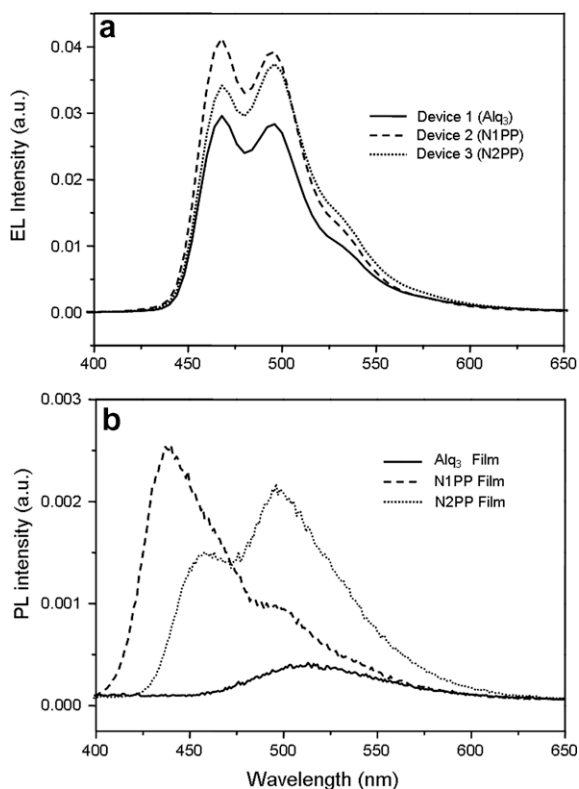 a
EL Intensity (a.u.)
0.04
0.03
0.02
0.01
0.00
Device 1 (Alq₃)
Device 2 (N1PP)
Device 3 (N2PP)
400 450 500 550 600 650
b
PL intensity (a.u.)
0.003
0.002
0.001
0.000
Alq₃ Film
N1PP Film
N2PP Film
400 450 500 550 600 650
Wavelength (nm)